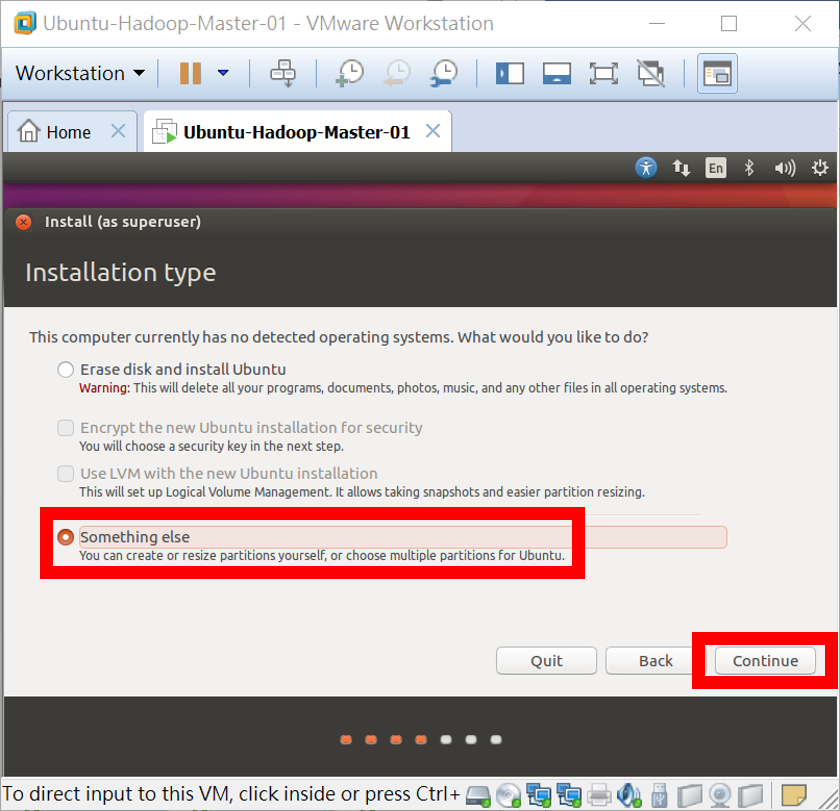 Ubuntu-Hadoop-Master-01 - VMware Workstation
Workstation
Home
Ubuntu-Hadoop-Master-01
En
Install (as superuser)
Installation type
This computer currently has no detected operating systems. What would you like to do?
Erase disk and install Ubuntu
Warning: This will delete all your programs, documents, photos, music, and any other files in all operating systems.
Encrypt the new Ubuntu installation for security
You will choose a security key in the next step.
Use LVM with the new Ubuntu installation
This will set up Logical Volume Management. It allows taking snapshots and easier partition resizing.
Something else
You can create or resize partitions yourself, or choose multiple partitions for Ubuntu.
Quit
Back
Continue
To direct input to this VM, click inside or press Ctrl+